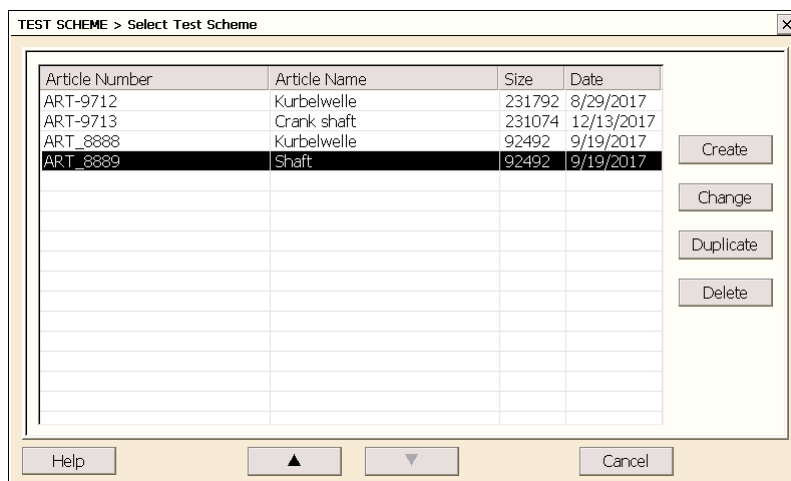 TEST SCHEME > Select Test Scheme
Article Number Article Name Size Date
ART-9712 Kurbelwelle 231792 8/29/2017
ART-9713 Crank shaft 231074 12/13/2017
ART_8888 Kurbelwelle 92492 9/19/2017
ART_8889 Shaft 92492 9/19/2017
Create
Change
Duplicate
Delete
Help Cancel